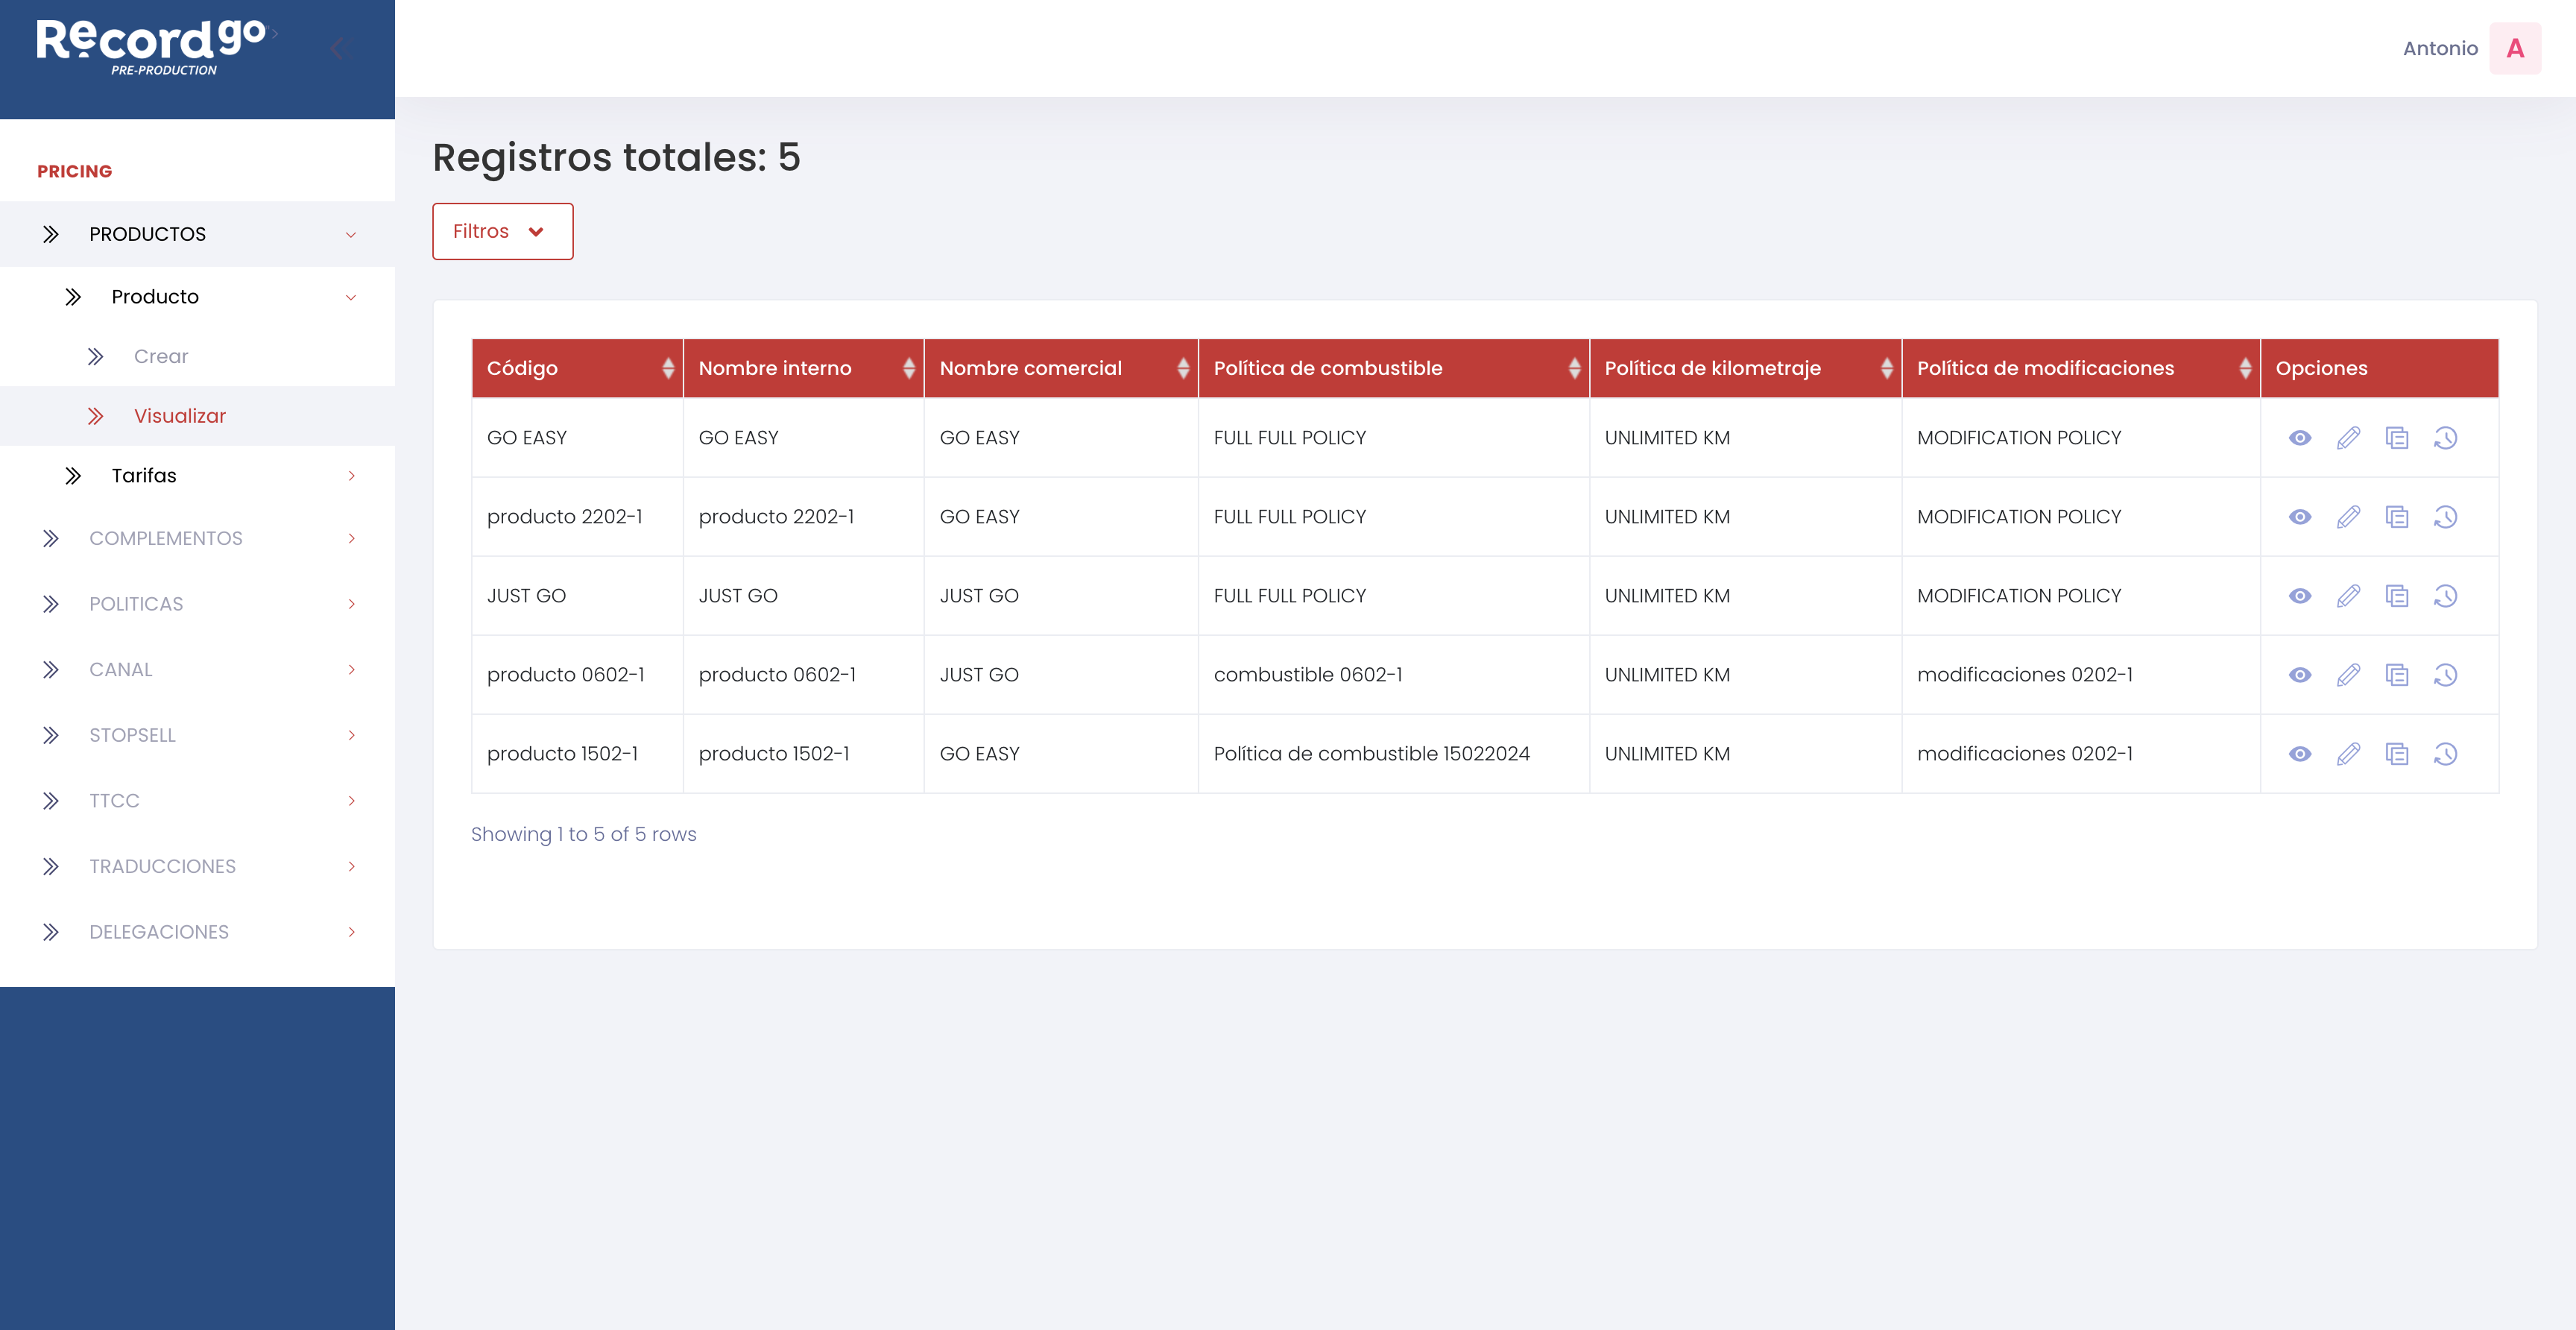 Recordgo
PRE-PRODUCTION
Antonio A
PRICING
PRODUCTOS
Producto
Crear
Visualizar
Tarifas
COMPLEMENTOS
POLITICAS
CANAL
STOPSELL
TTCC
TRADUCCIONES
DELEGACIONES
Registros totales: 5
Filtros
Código Nombre interno Nombre comercial Política de combustible Política de kilometraje Política de modificaciones Opciones
GO EASY GO EASY GO EASY FULL FULL POLICY UNLIMITED KM MODIFICATION POLICY
producto 2202-1 producto 2202-1 GO EASY FULL FULL POLICY UNLIMITED KM MODIFICATION POLICY
JUST GO JUST GO JUST GO FULL FULL POLICY UNLIMITED KM MODIFICATION POLICY
producto 0602-1 producto 0602-1 JUST GO combustible 0602-1 UNLIMITED KM modificaciones 0202-1
producto 1502-1 producto 1502-1 GO EASY Política de combustible 15022024 UNLIMITED KM modificaciones 0202-1
Showing 1 to 5 of 5 rows